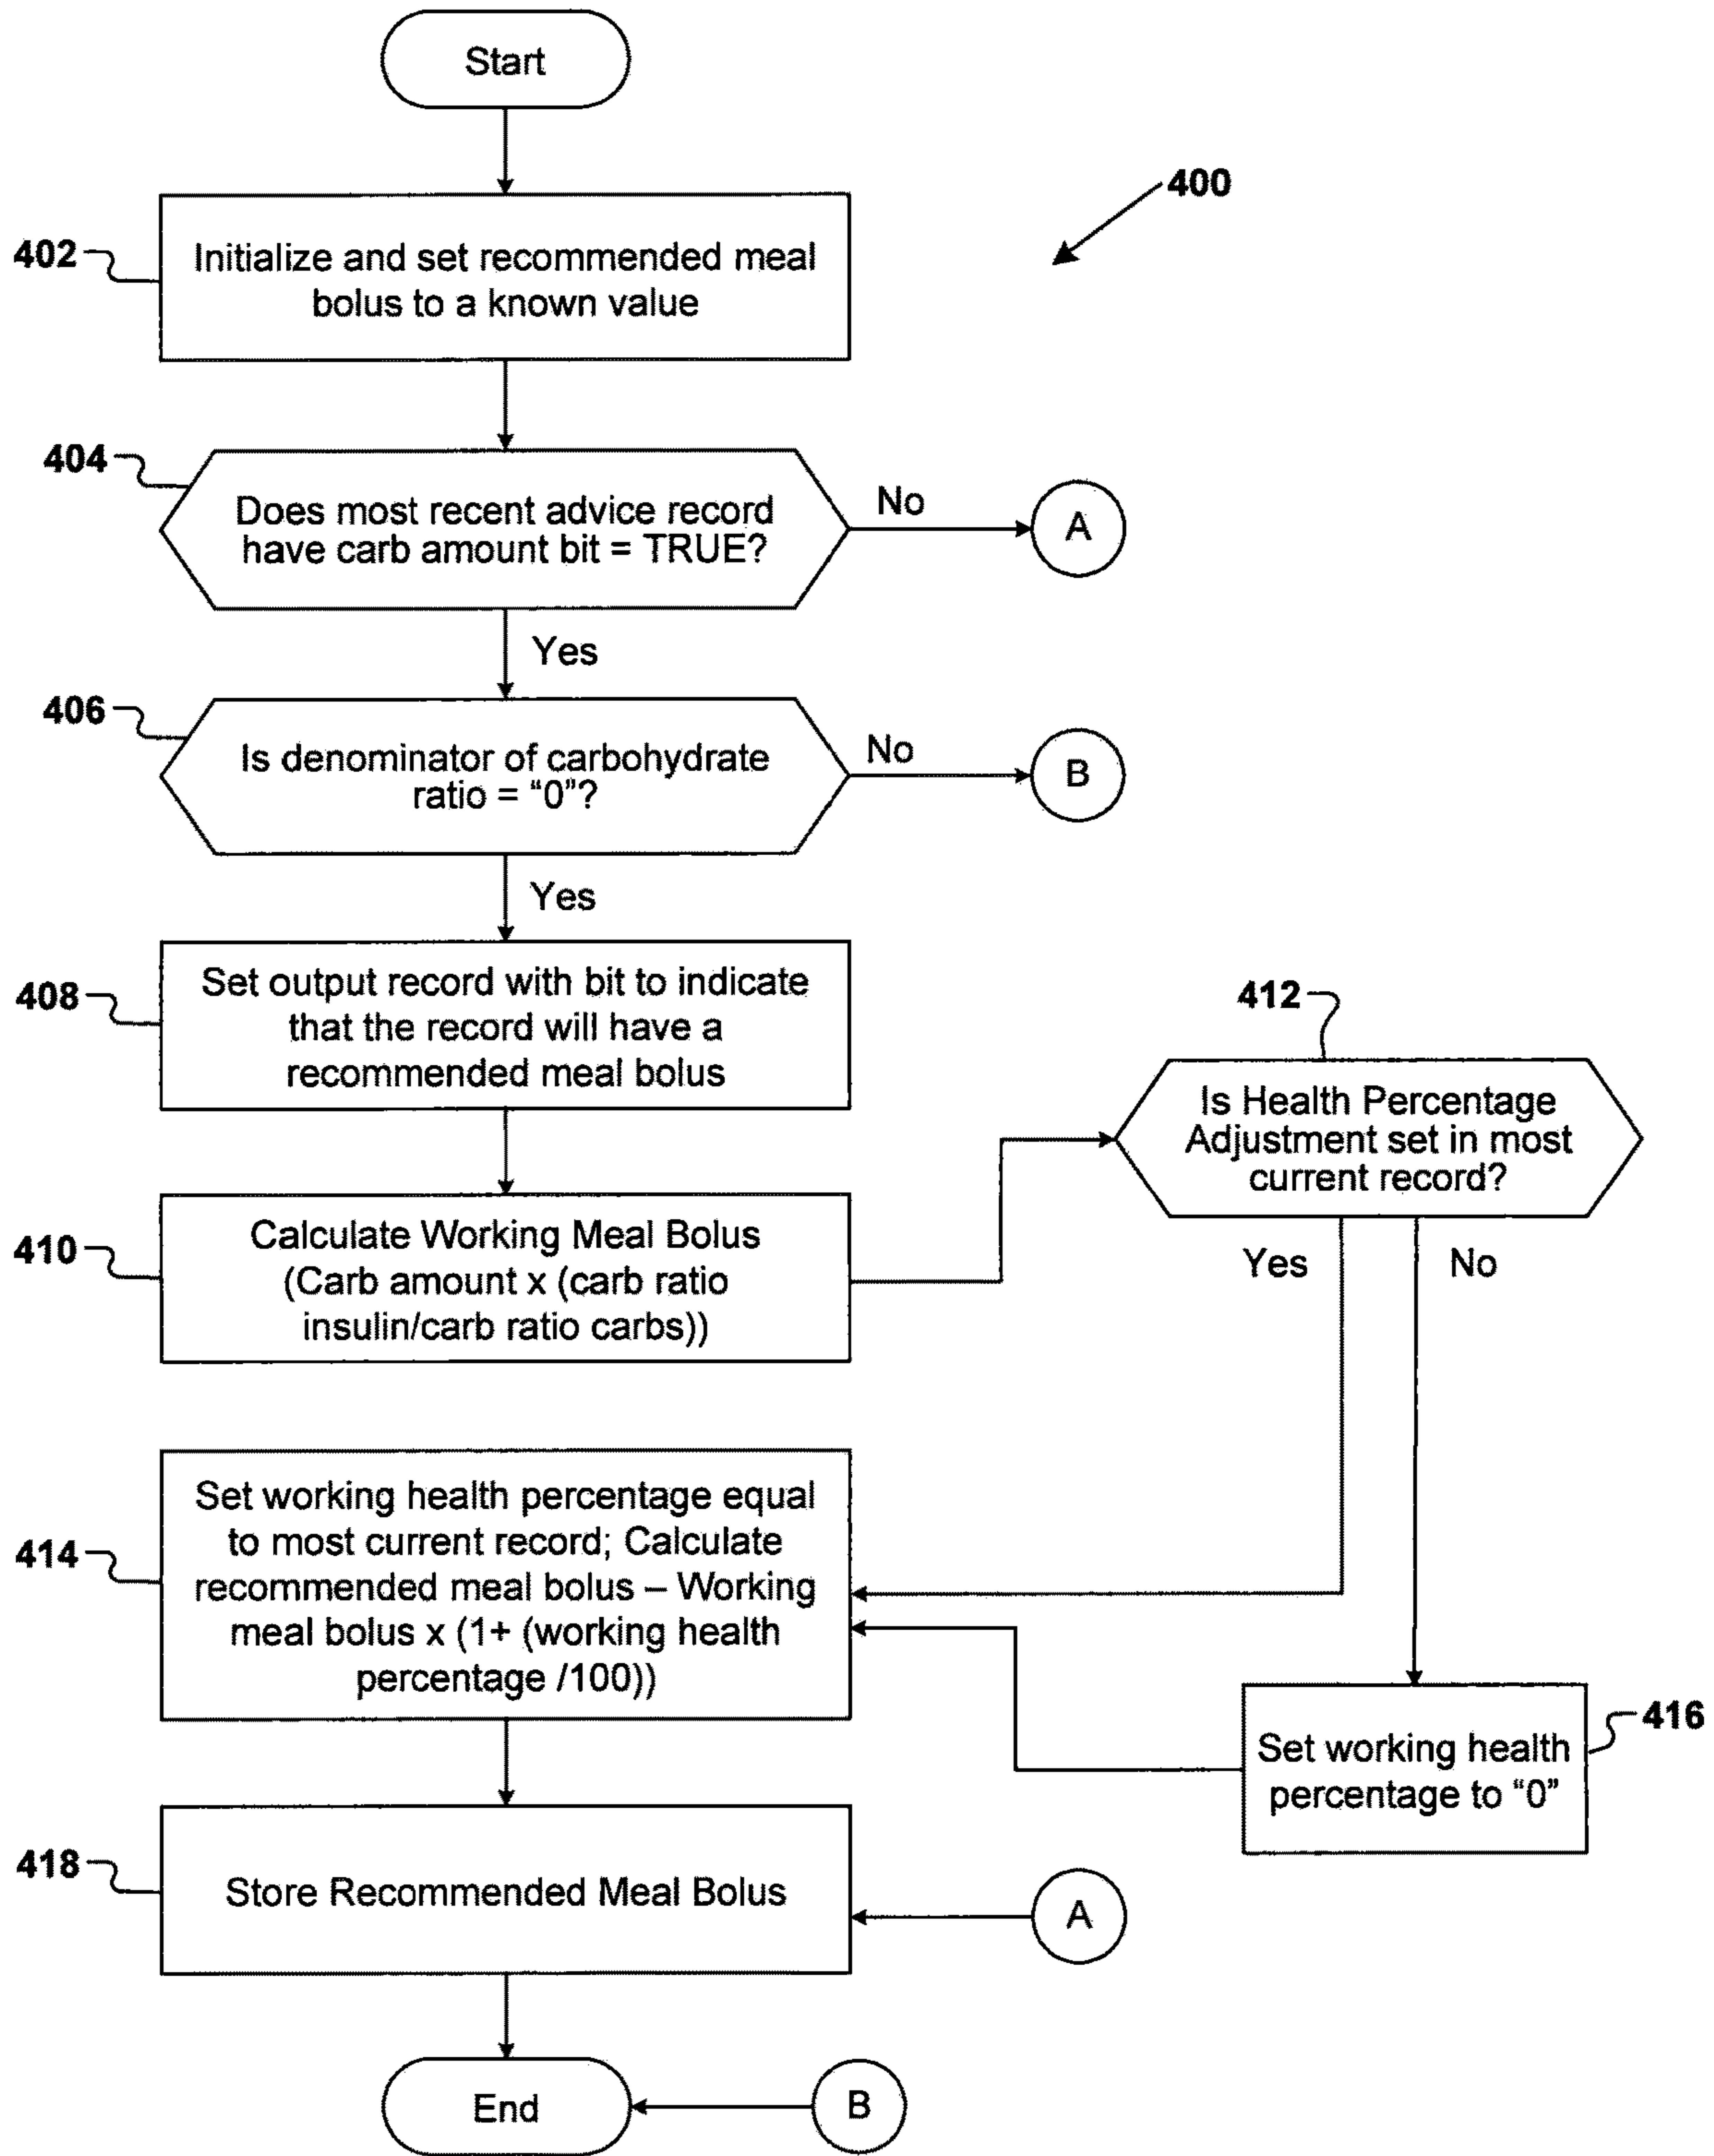 Start
400
402
Initialize and set recommended meal
bolus to a known value
404
Does most recent advice record
have carb amount bit = TRUE?
No
A
Yes
406
Is denominator of carbohydrate
ratio = “0”?
No
B
Yes
408
Set output record with bit to indicate
that the record will have a
recommended meal bolus
412
Is Health Percentage
Adjustment set in most
current record?
Yes
No
410
Calculate Working Meal Bolus
(Carb amount x (carb ratio
insulin/carb ratio carbs))
414
Set working health percentage equal
to most current record; Calculate
recommended meal bolus – Working
meal bolus x (1+ (working health
percentage /100))
416
Set working health
percentage to “0”
418
Store Recommended Meal Bolus
A
End
B